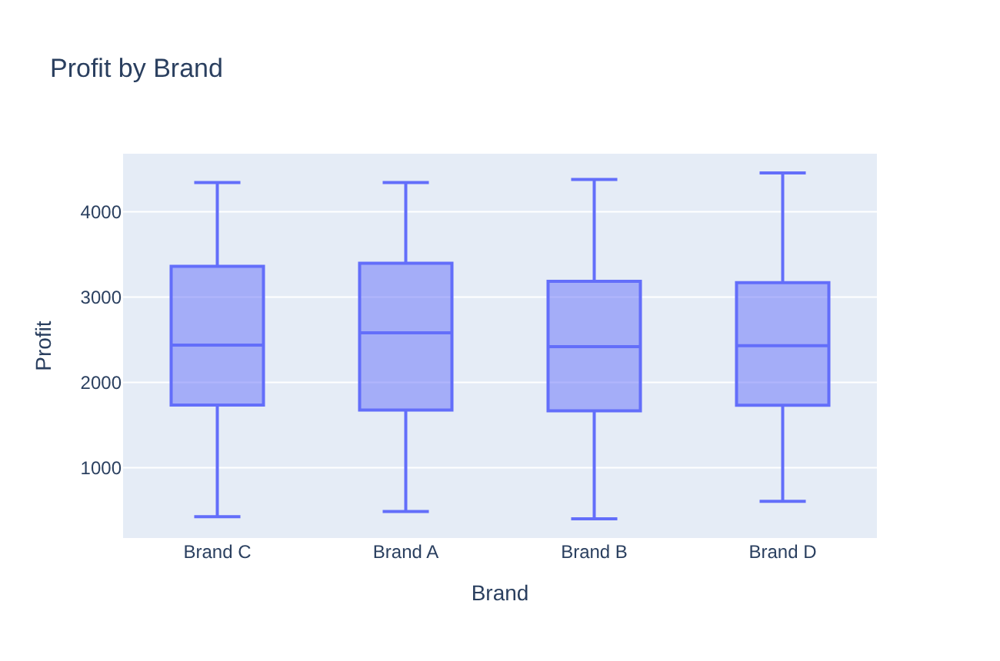 Profit by Brand
4000
3000
2000
1000
Profit
Brand C
Brand A
Brand B
Brand D
Brand